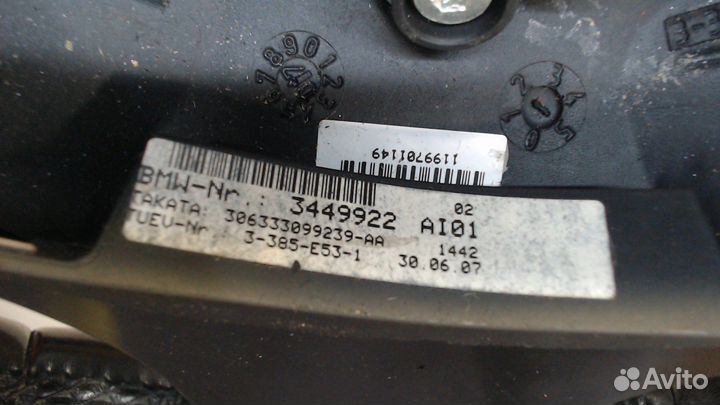 1199701149
BMW-Nr.: 3449922 AI01 02
TAKATA: 306333099239-AA 1442
TUEV-Nr 3-385-E53-1 30.06.07
Avito